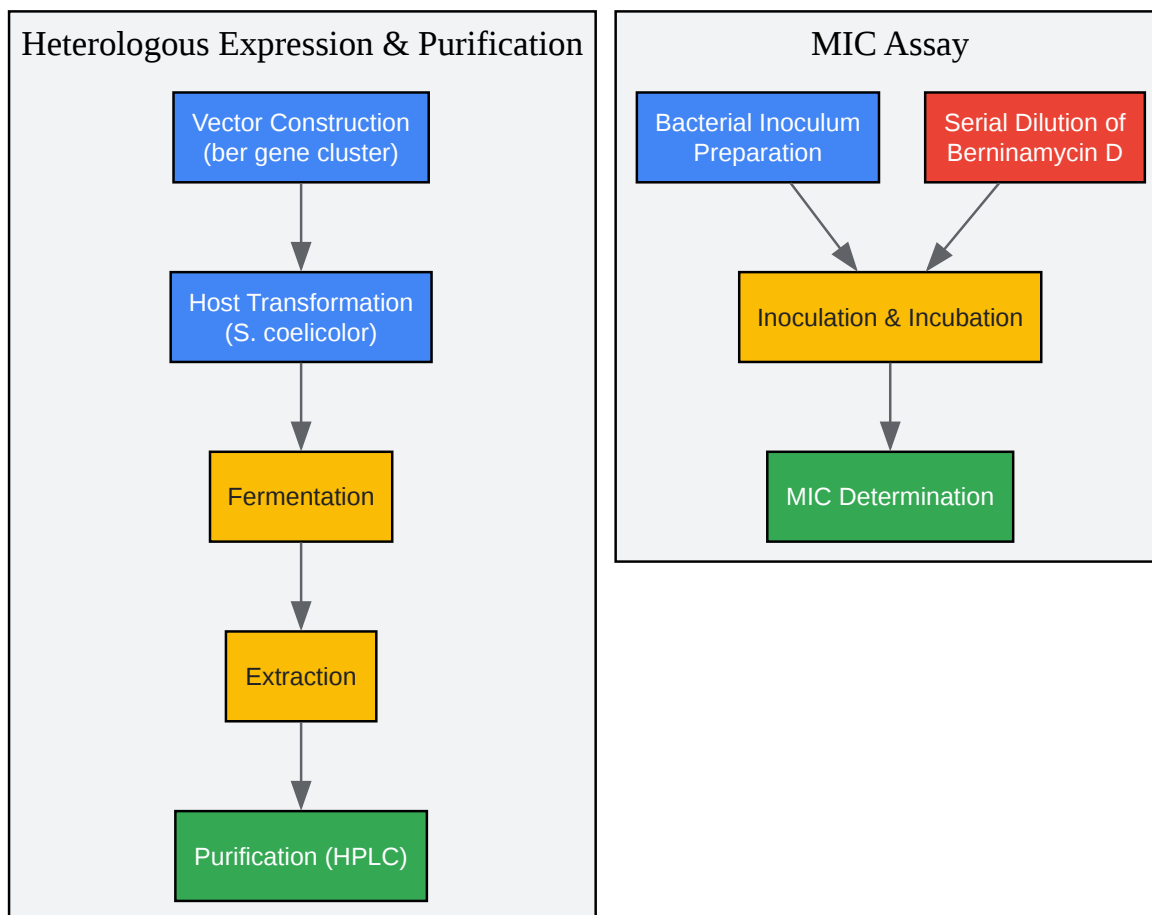 Heterologous Expression & Purification
Vector Construction
(ber gene cluster)
Host Transformation
(S. coelicolor)
Fermentation
Extraction
Purification (HPLC)
MIC Assay
Bacterial Inoculum
Preparation
Serial Dilution of
Berninamycin D
Inoculation & Incubation
MIC Determination